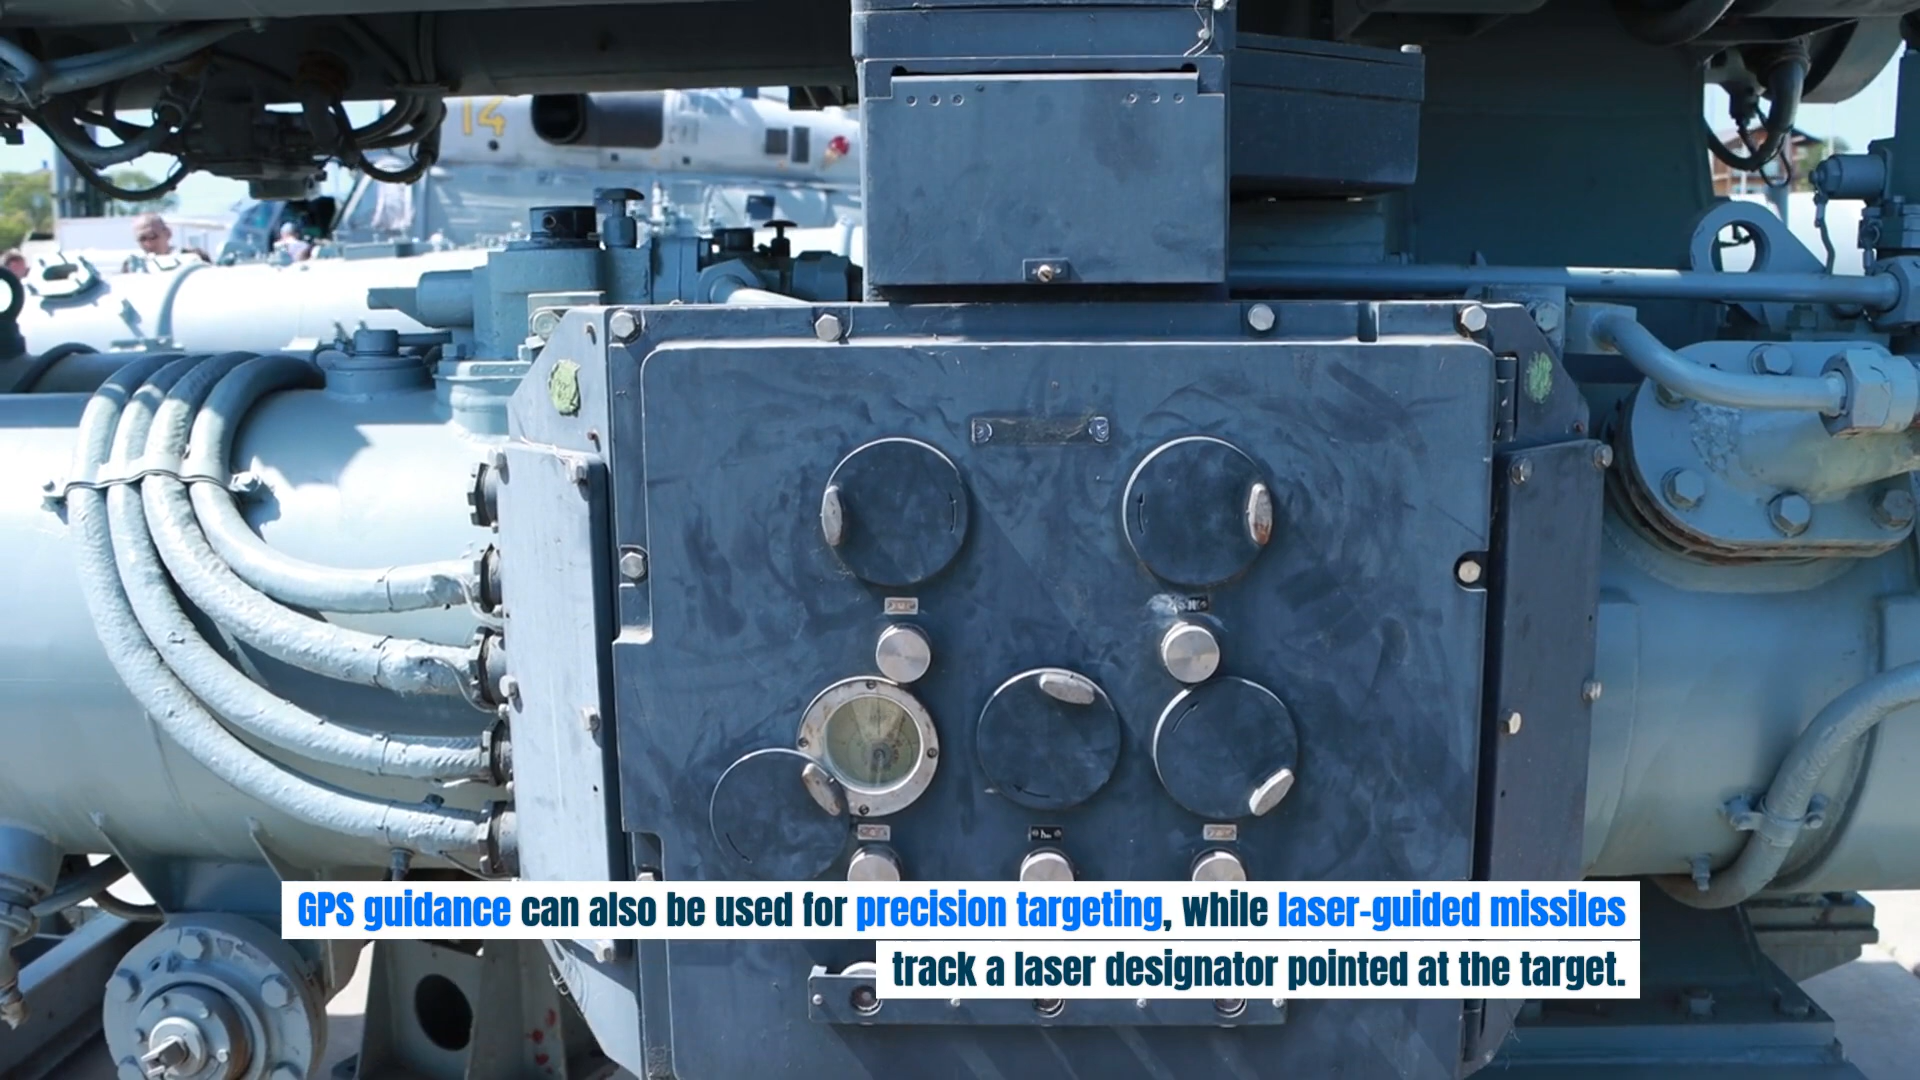 14
GPS guidance can also be used for precision targeting, while laser-guided missiles
track a laser designator pointed at the target.